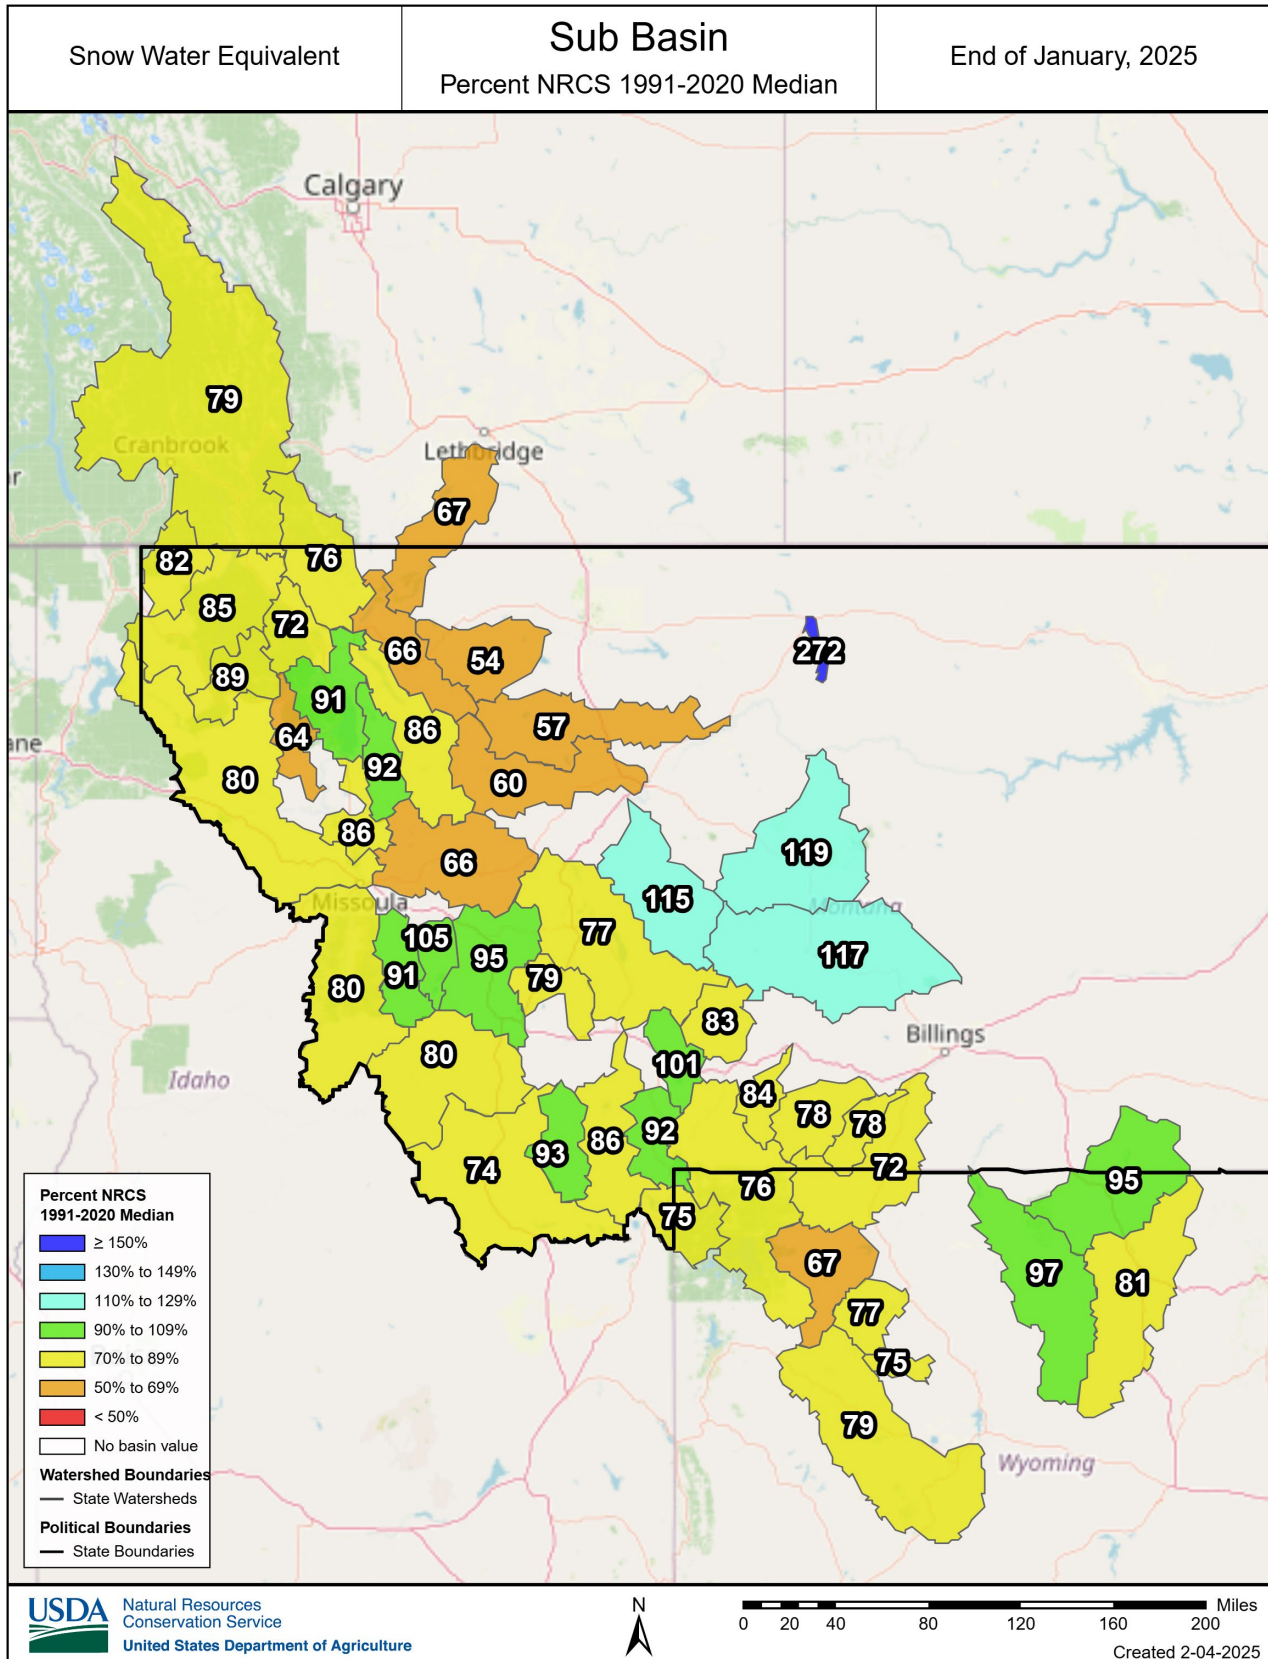 Snow Water Equivalent
Sub Basin
Percent NRCS 1991-2020 Median
End of January, 2025
Calgary
79
Cranbrook
Lethbridge
67
ar
82
76
85
72
66
54
272
89
91
86
57
64
ane
92
80
60
86
119
66
115
Missoula
Montana
105
77
95
117
91
79
80
83
Billings
80
101
Idaho
84
78
78
92
86
93
74
72
95
76
75
67
97
81
77
75
79
Wyoming
Percent NRCS
1991-2020 Median
≥ 150%
130% to 149%
110% to 129%
90% to 109%
70% to 89%
50% to 69%
< 50%
No basin value
Watershed Boundaries
State Watersheds
Political Boundaries
State Boundaries
USDA
Natural Resources
Conservation Service
United States Department of Agriculture
N
Miles
0 20 40 80 120 160 200
Created 2-04-2025